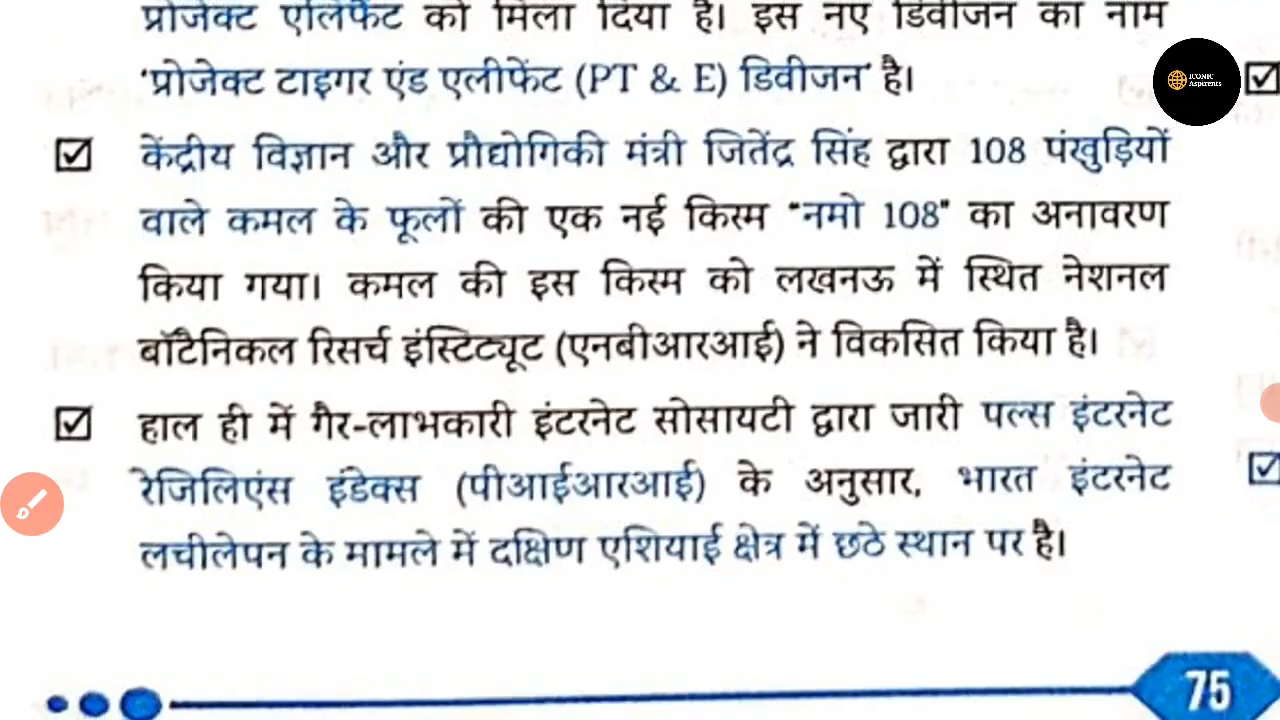 प्रोजेक्ट एलिफेंट को मिला दिया है। इस नए डिवीजन का नाम
'प्रोजेक्ट टाइगर एंड एलीफेंट (PT & E) डिवीजन' है।
केंद्रीय विज्ञान और प्रौद्योगिकी मंत्री जितेंद्र सिंह द्वारा 108 पंखुड़ियों
वाले कमल के फूलों की एक नई किस्म "नमो 108" का अनावरण
किया गया। कमल की इस किस्म को लखनऊ में स्थित नेशनल
बॉटैनिकल रिसर्च इंस्टिट्यूट (एनबीआरआई) ने विकसित किया है।
हाल ही में गैर-लाभकारी इंटरनेट सोसायटी द्वारा जारी पल्स इंटरनेट
रेजिलिएंस इंडेक्स (पीआईआरआई) के अनुसार, भारत इंटरनेट
लचीलेपन के मामले में दक्षिण एशियाई क्षेत्र में छठे स्थान पर है।
75
ICONIC
Aspirents